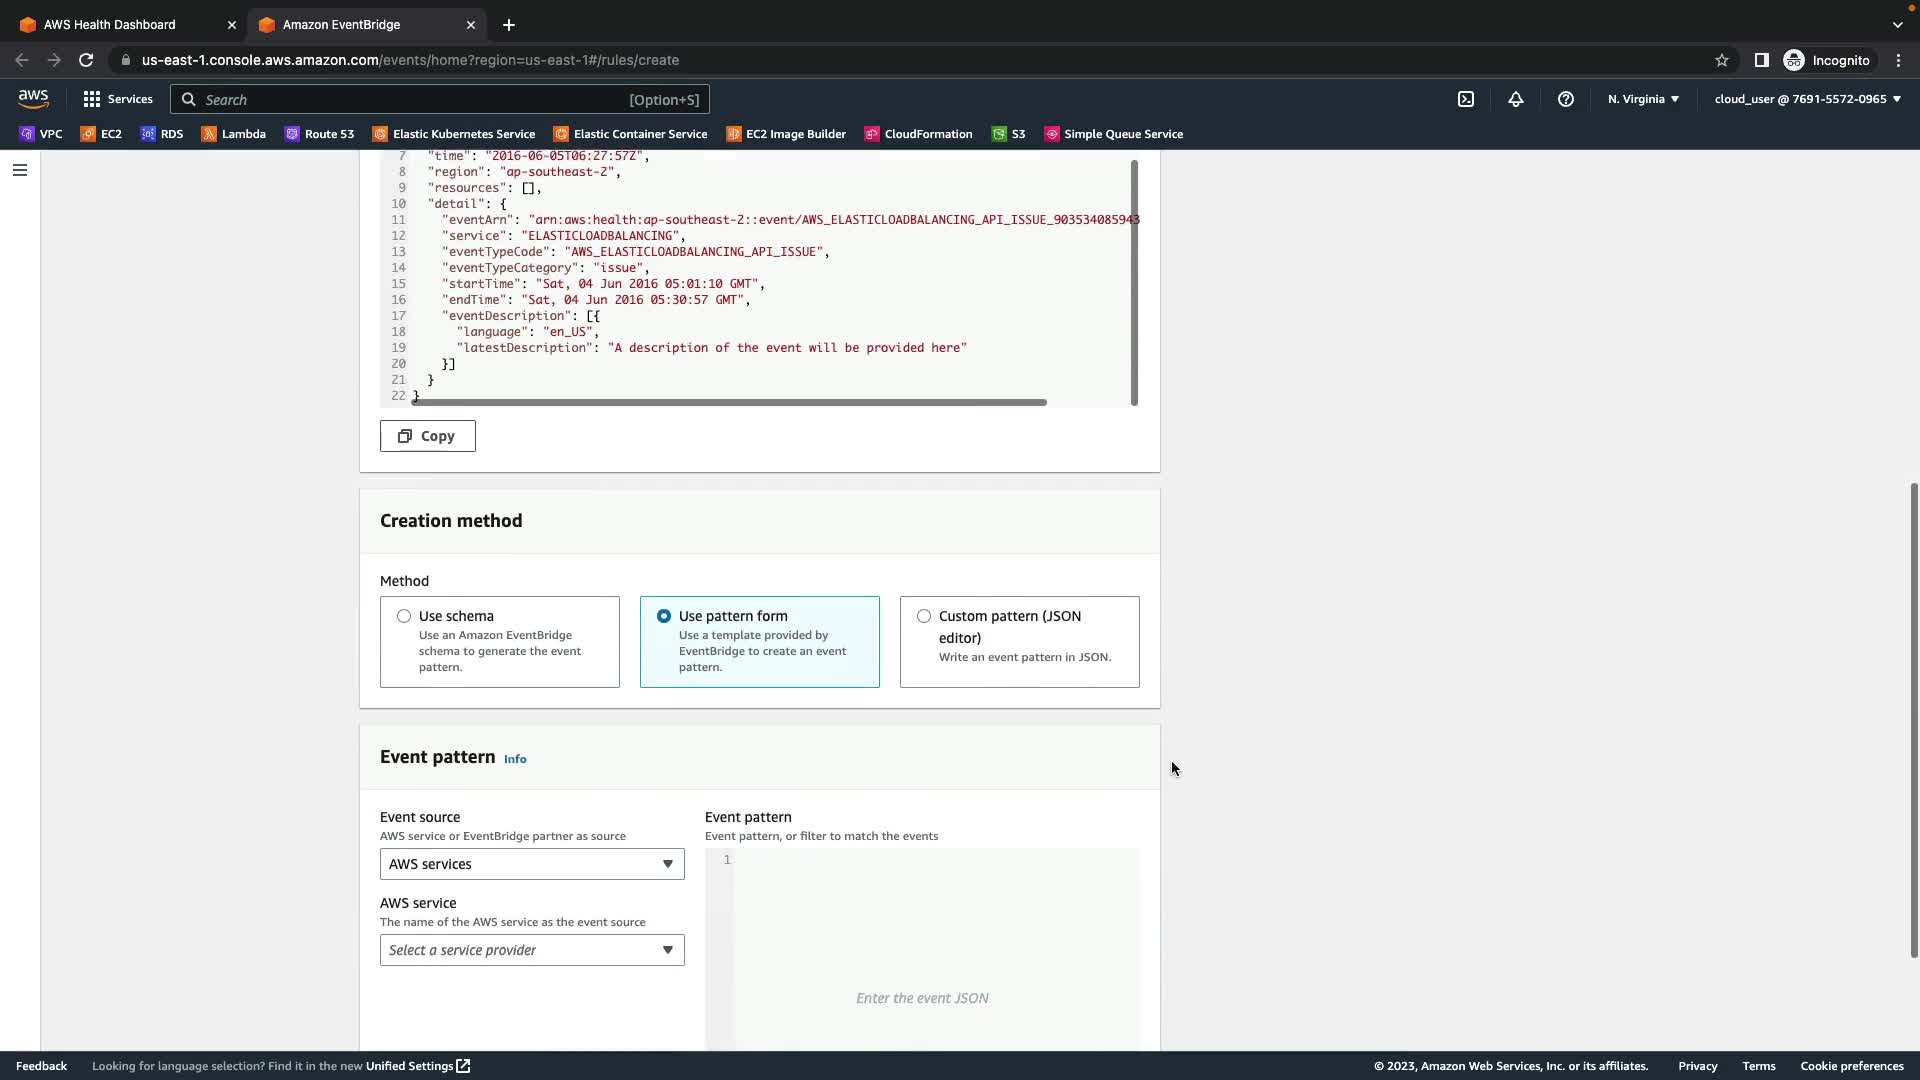 AWS Health Dashboard
Amazon EventBridge
us-east-1.console.aws.amazon.com/events/home?region=us-east-1#/rules/create
Incognito
aws
Services
Search
[Option+S]
N. Virginia
cloud_user @ 7691-5572-0965
VPC
EC2
RDS
Lambda
Route 53
Elastic Kubernetes Service
Elastic Container Service
EC2 Image Builder
CloudFormation
S3
Simple Queue Service
7 "time": "2016-06-05T06:27:57Z",
8 "region": "ap-southeast-2",
9 "resources": [],
10 "detail": {
11 "eventArn": "arn:aws:health:ap-southeast-2::event/AWS_ELASTICLOADBALANCING_API_ISSUE_903534085943
12 "service": "ELASTICLOADBALANCING",
13 "eventTypeCode": "AWS_ELASTICLOADBALANCING_API_ISSUE",
14 "eventTypeCategory": "issue",
15 "startTime": "Sat, 04 Jun 2016 05:01:10 GMT",
16 "endTime": "Sat, 04 Jun 2016 05:30:57 GMT",
17 "eventDescription": [{
18 "language": "en_US",
19 "latestDescription": "A description of the event will be provided here"
20 }]
21 }
22 }
Copy
Creation method
Method
Use schema
Use an Amazon EventBridge
schema to generate the event
pattern.
Use pattern form
Use a template provided by
EventBridge to create an event
pattern.
Custom pattern (JSON
editor)
Write an event pattern in JSON.
Event pattern Info
Event source
AWS service or EventBridge partner as source
AWS services
AWS service
The name of the AWS service as the event source
Select a service provider
Event pattern
Event pattern, or filter to match the events
1
Enter the event JSON
Feedback
Looking for language selection? Find it in the new Unified Settings
© 2023, Amazon Web Services, Inc. or its affiliates.
Privacy
Terms
Cookie preferences